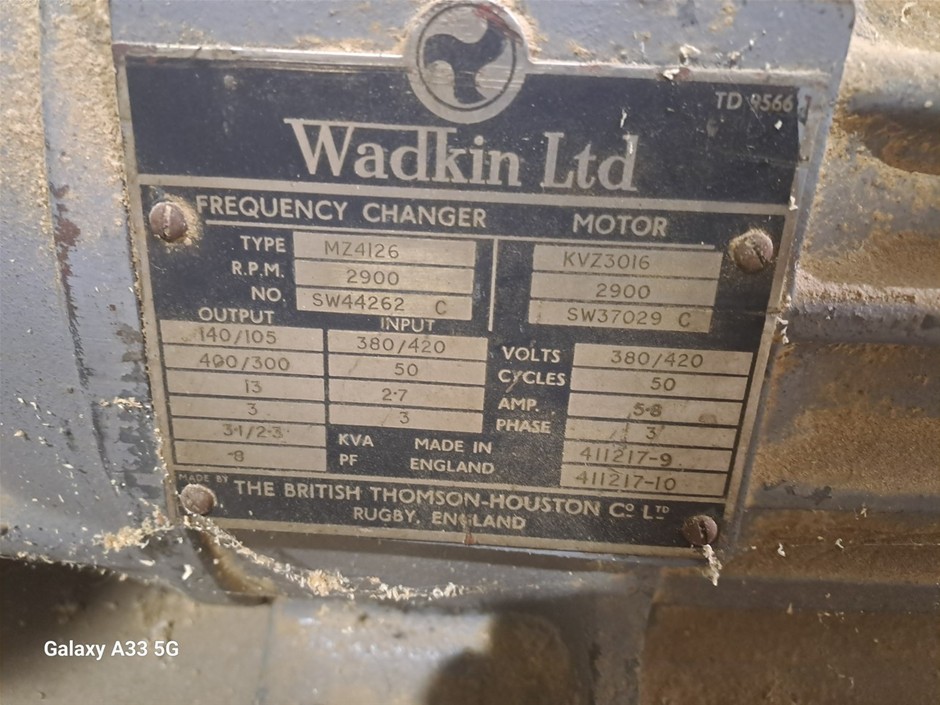 TD 9566
Wadkin Ltd
FREQUENCY CHANGER MOTOR
TYPE MZ4126 KVZ3016
R.P.M. 2900 2900
NO. SW44262 C SW37029 C
OUTPUT INPUT
140/105 380/420 VOLTS 380/420
400/300 50 CYCLES 50
13 2·7 AMP. 5·8
3 3 PHASE 3
3·1/2·3 KVA MADE IN 411217-9
·8 PF ENGLAND 411217-10
MADE BY THE BRITISH THOMSON-HOUSTON Cº LTD
RUGBY, ENGLAND
Galaxy A33 5G